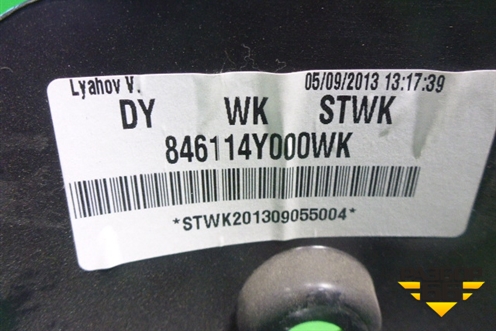 Lyahov V. 05/09/2013 13:17:39
DY WK STWK
846114Y000WK
*STWK201309055004*